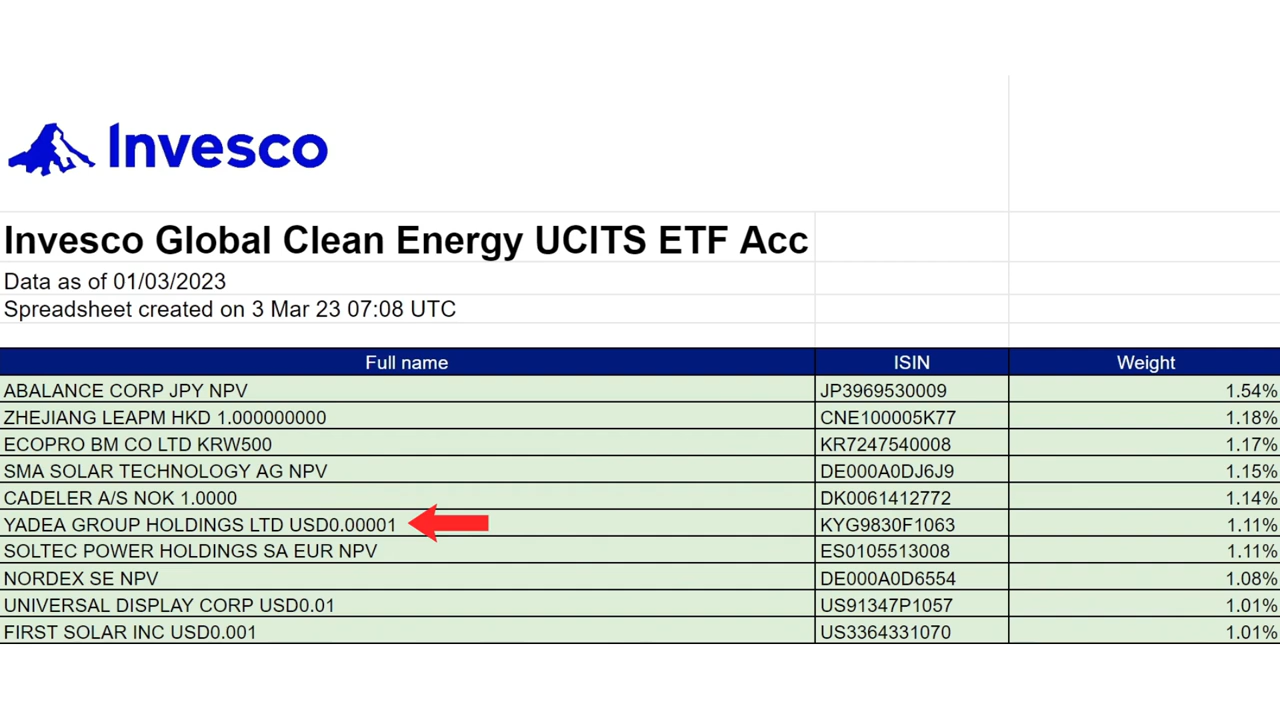 Invesco
Invesco Global Clean Energy UCITS ETF Acc
Data as of 01/03/2023
Spreadsheet created on 3 Mar 23 07:08 UTC
Full name ISIN Weight
ABALANCE CORP JPY NPV JP3969530009 1.54%
ZHEJIANG LEAPM HKD 1.000000000 CNE100005K77 1.18%
ECOPRO BM CO LTD KRW500 KR7247540008 1.17%
SMA SOLAR TECHNOLOGY AG NPV DE000A0DJ6J9 1.15%
CADELER A/S NOK 1.0000 DK0061412772 1.14%
YADEA GROUP HOLDINGS LTD USD0.00001 KYG9830F1063 1.11%
SOLTEC POWER HOLDINGS SA EUR NPV ES0105513008 1.11%
NORDEX SE NPV DE000A0D6554 1.08%
UNIVERSAL DISPLAY CORP USD0.01 US91347P1057 1.01%
FIRST SOLAR INC USD0.001 US3364331070 1.01%